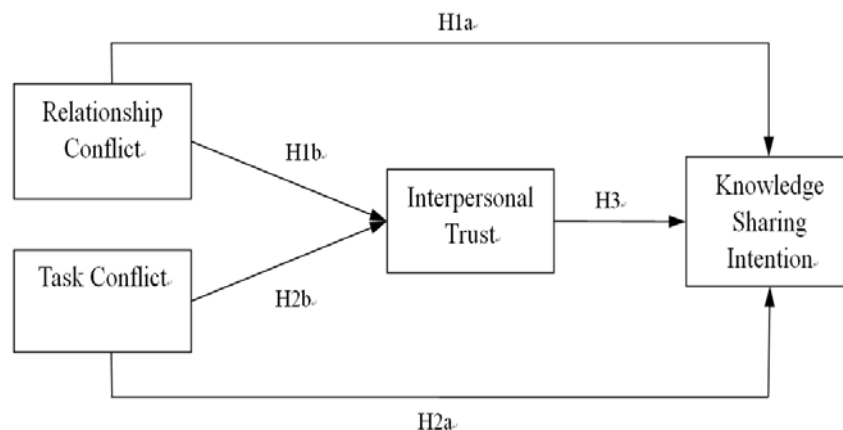 H1a
Relationship
Conflict
H1b
Interpersonal
Trust
H3
Knowledge
Sharing
Intention
Task Conflict
H2b
H2a